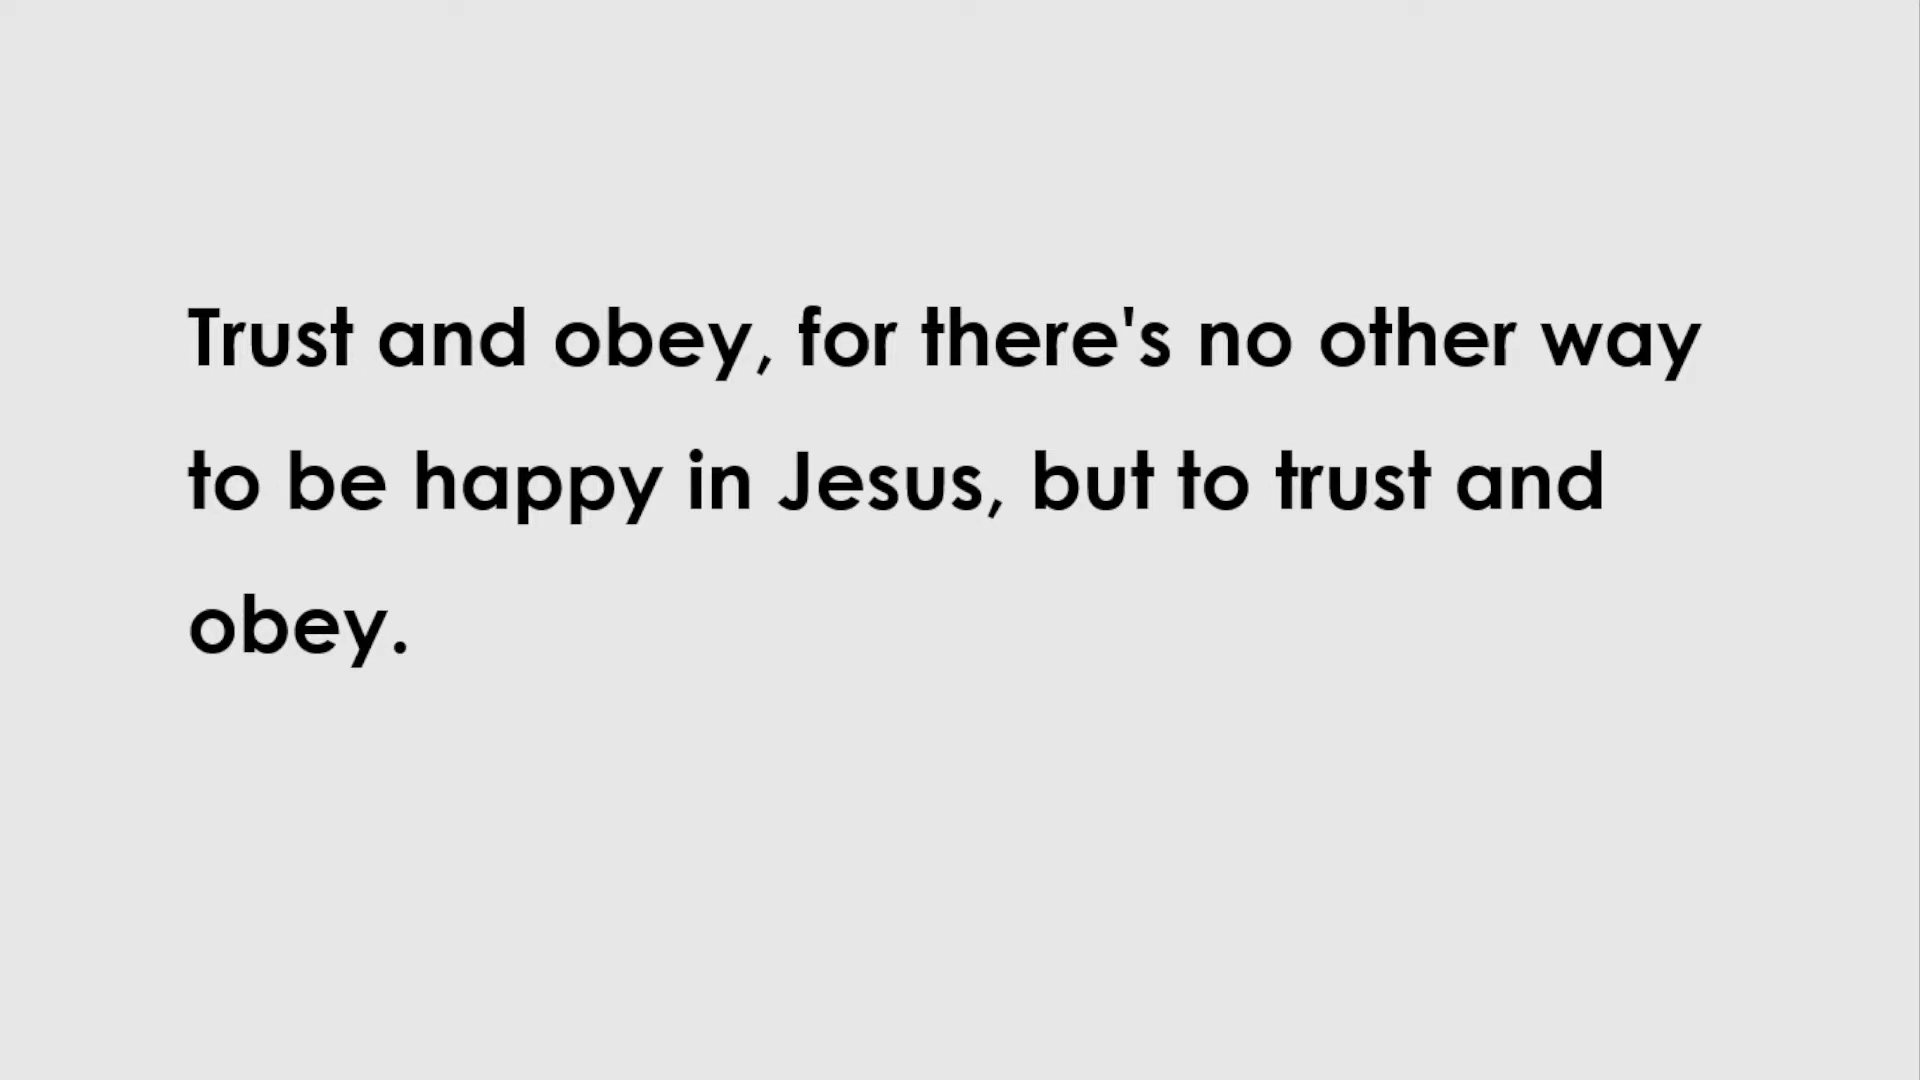 Trust and obey, for there's no other way
to be happy in Jesus, but to trust and
obey.